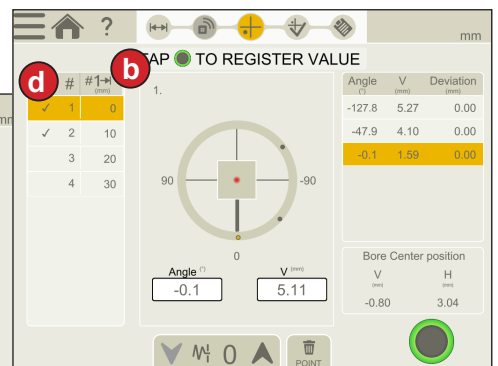 ?
mm
TAP TO REGISTER VALUE
b
d
# #1 (mm)
✓ 1 0
✓ 2 10
3 20
4 30
1.
90 -90
0
Angle (°) V (mm)
-0.1 5.11
Angle (°) V (mm) Deviation (mm)
-127.8 5.27 0.00
-47.9 4.10 0.00
-0.1 1.59 0.00
Bore Center position
V (mm) H (mm)
-0.80 3.04
0
POINT